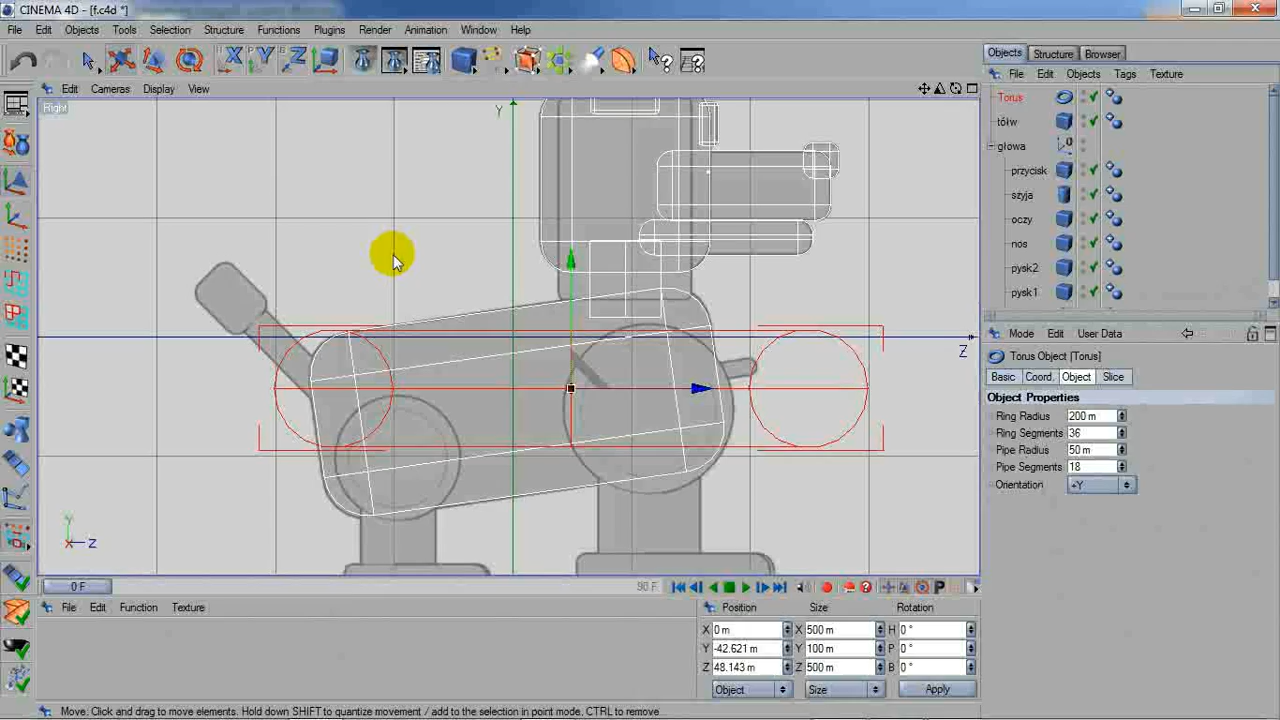 CINEMA 4D - [f.c4d *]
File Edit Objects Tools Selection Structure Functions Plugins Render Animation Window Help
Objects Structure Browser
File Edit Objects Tags Texture
Edit Cameras Display View
Right
Y
Z
Torus
tółw
głowa
przycisk
szyja
oczy
nos
pysk2
pysk1
Mode Edit User Data
Torus Object [Torus]
Basic Coord. Object Slice
Object Properties
Ring Radius 200 m
Ring Segments 36
Pipe Radius 50 m
Pipe Segments 18
Orientation +Y
Y
X Z
0 F 90 F
File Edit Function Texture
Position Size Rotation
X 0 m X 500 m H 0 °
Y -42.621 m Y 100 m P 0 °
Z 48.143 m Z 500 m B 0 °
Object Size Apply
Move: Click and drag to move elements. Hold down SHIFT to quantize movement / add to the selection in point mode, CTRL to remove